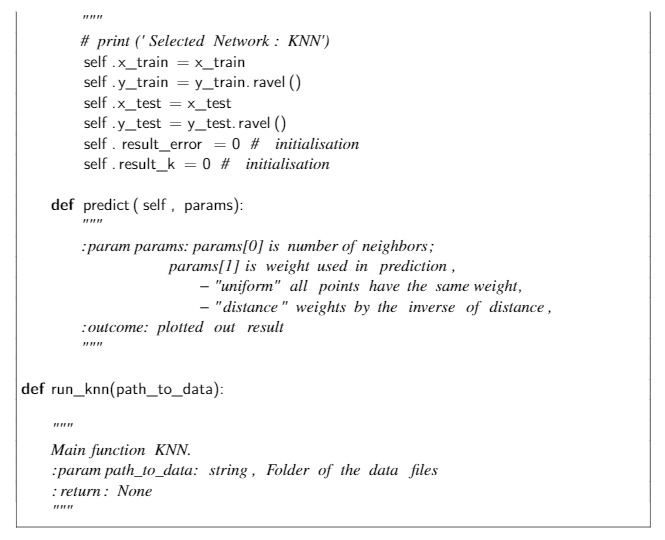 """
# print (' Selected Network : KNN')
self .x_train = x_train
self .y_train = y_train. ravel ()
self .x_test = x_test
self .y_test = y_test. ravel ()
self . result_error = 0 # initialisation
self . result_k = 0 # initialisation
def predict ( self , params):
"""
:param params: params[0] is number of neighbors;
params[1] is weight used in prediction ,
– "uniform" all points have the same weight,
– "distance" weights by the inverse of distance ,
:outcome: plotted out result
"""
def run_knn(path_to_data):
"""
Main function KNN.
:param path_to_data: string , Folder of the data files
: return : None
"""